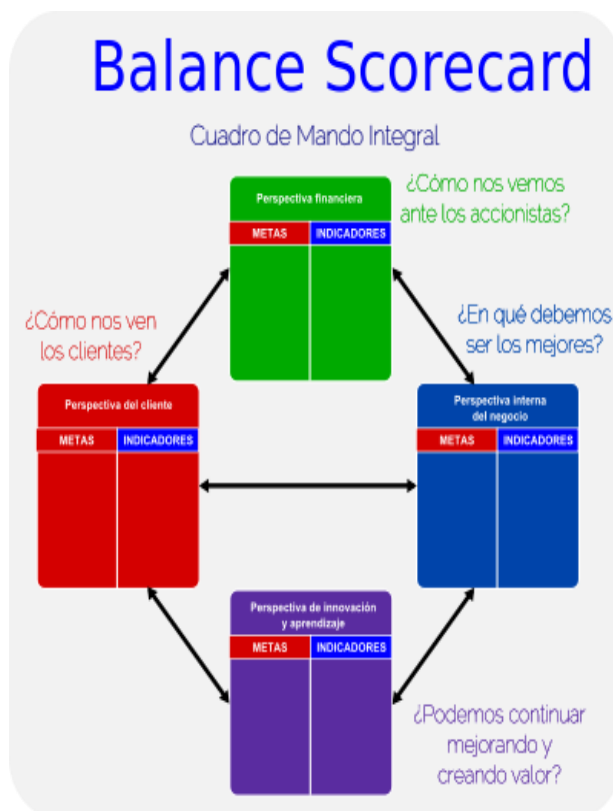 Balance Scorecard
Cuadro de Mando Integral
Perspectiva financiera
METAS INDICADORES
¿Cómo nos vemos
ante los accionistas?
¿Cómo nos ven
los clientes?
¿En qué debemos
ser los mejores?
Perspectiva del cliente
METAS INDICADORES
Perspectiva interna
del negocio
METAS INDICADORES
Perspectiva de innovación
y aprendizaje
METAS INDICADORES
¿Podemos continuar
mejorando y
creando valor?